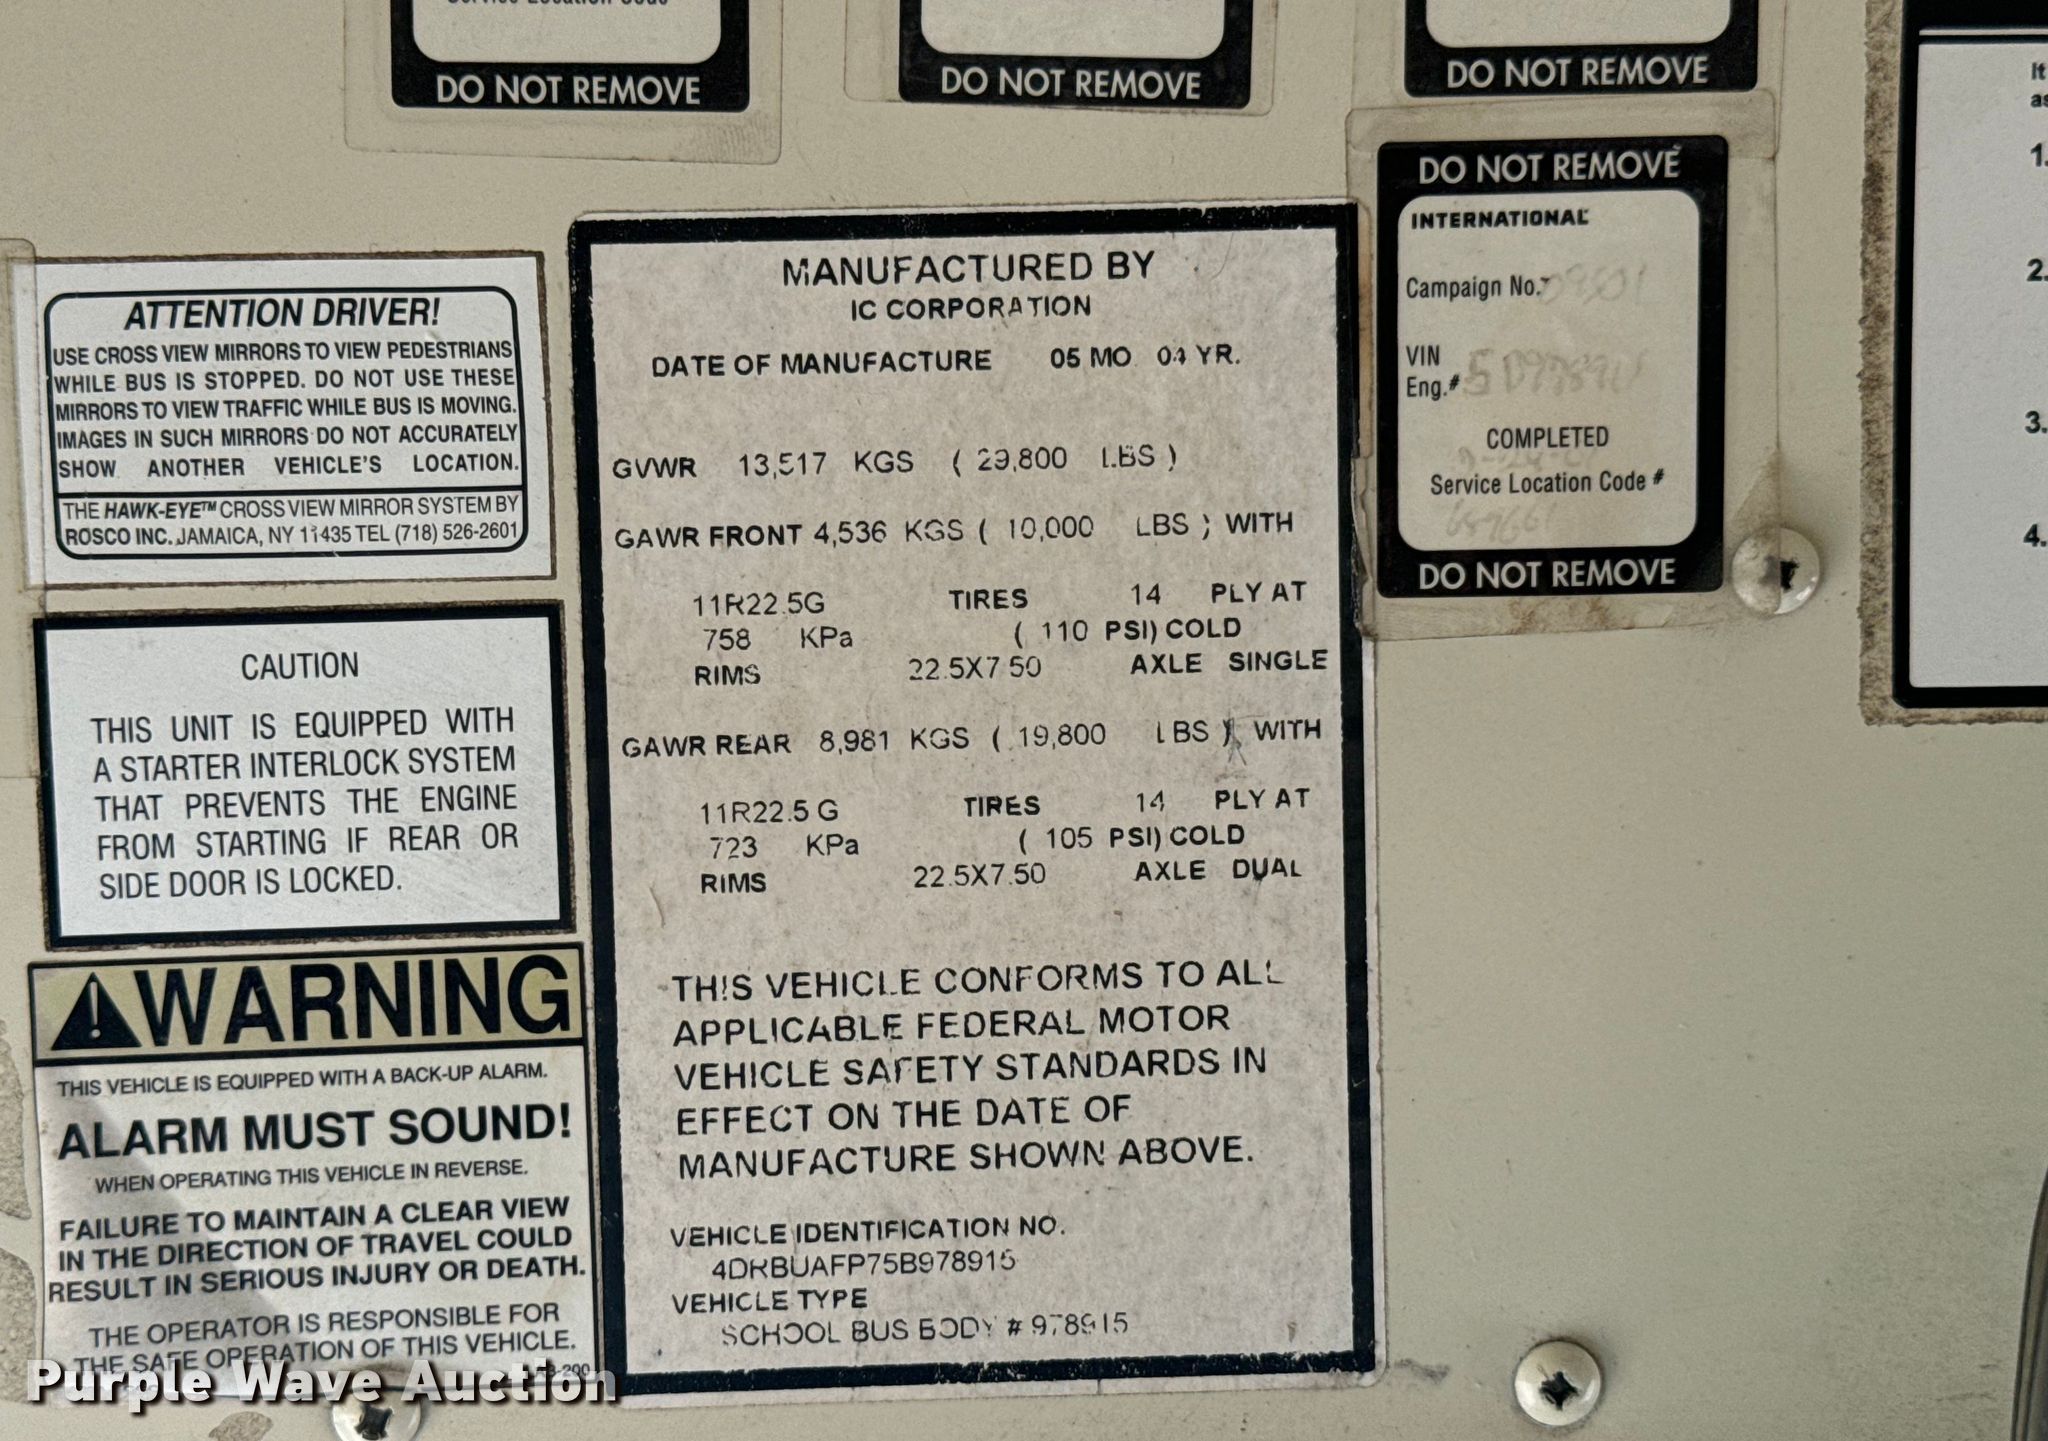 DO NOT REMOVE
DO NOT REMOVE
DO NOT REMOVE
DO NOT REMOVE
INTERNATIONAL
Campaign No.
VIN
Eng.#
COMPLETED
Service Location Code #
DO NOT REMOVE
ATTENTION DRIVER!
USE CROSS VIEW MIRRORS TO VIEW PEDESTRIANS
WHILE BUS IS STOPPED. DO NOT USE THESE
MIRRORS TO VIEW TRAFFIC WHILE BUS IS MOVING.
IMAGES IN SUCH MIRRORS DO NOT ACCURATELY
SHOW ANOTHER VEHICLE'S LOCATION.
THE HAWK-EYE™ CROSS VIEW MIRROR SYSTEM BY
ROSCO INC. JAMAICA, NY 11435 TEL (718) 526-2601
CAUTION
THIS UNIT IS EQUIPPED WITH
A STARTER INTERLOCK SYSTEM
THAT PREVENTS THE ENGINE
FROM STARTING IF REAR OR
SIDE DOOR IS LOCKED.
WARNING
THIS VEHICLE IS EQUIPPED WITH A BACK-UP ALARM.
ALARM MUST SOUND!
WHEN OPERATING THIS VEHICLE IN REVERSE.
FAILURE TO MAINTAIN A CLEAR VIEW
IN THE DIRECTION OF TRAVEL COULD
RESULT IN SERIOUS INJURY OR DEATH.
THE OPERATOR IS RESPONSIBLE FOR
THE SAFE OPERATION OF THIS VEHICLE.
MANUFACTURED BY
IC CORPORATION
DATE OF MANUFACTURE 05 MO 04 YR.
GVWR 13,517 KGS ( 29,800 LBS )
GAWR FRONT 4,536 KGS ( 10,000 LBS ) WITH
11R22.5G TIRES 14 PLY AT
758 KPa ( 110 PSI) COLD
RIMS 22.5X7.50 AXLE SINGLE
GAWR REAR 8,981 KGS ( 19,800 LBS ) WITH
11R22.5 G TIRES 14 PLY AT
723 KPa ( 105 PSI) COLD
RIMS 22.5X7.50 AXLE DUAL
THIS VEHICLE CONFORMS TO ALL
APPLICABLE FEDERAL MOTOR
VEHICLE SAFETY STANDARDS IN
EFFECT ON THE DATE OF
MANUFACTURE SHOWN ABOVE.
VEHICLE IDENTIFICATION NO.
4DRBUAFP75B978915
VEHICLE TYPE
SCHOOL BUS BODY # 978915
It
as
1.
2.
3.
4.
Purple Wave Auction